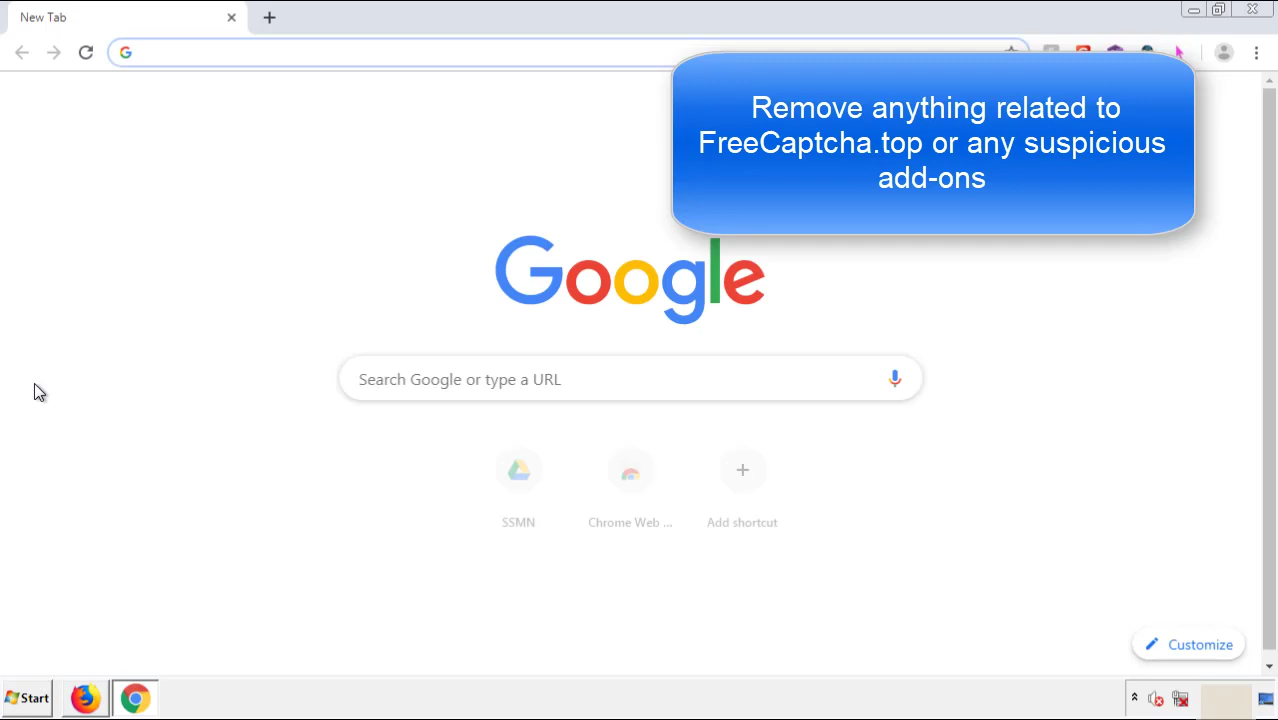 New Tab
Remove anything related to
FreeCaptcha.top or any suspicious
add-ons
Google
Search Google or type a URL
SSMN
Chrome Web ...
Add shortcut
Customize
Start